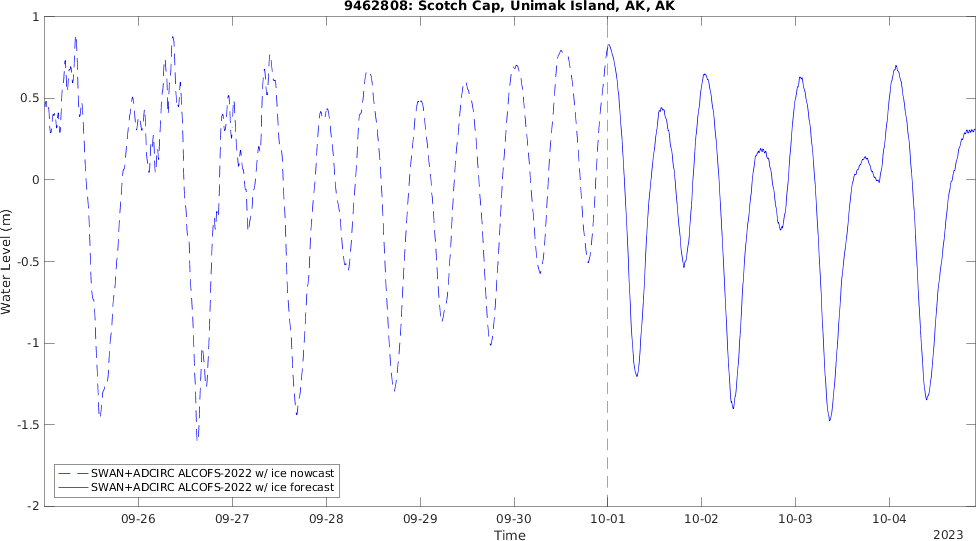 9462808: Scotch Cap, Unimak Island, AK, AK
Water Level (m)
1
0.5
0
-0.5
-1
-1.5
-2
SWAN+ADCIRC ALCOFS-2022 w/ ice nowcast
SWAN+ADCIRC ALCOFS-2022 w/ ice forecast
09-26 09-27 09-28 09-29 09-30 10-01 10-02 10-03 10-04
Time
2023